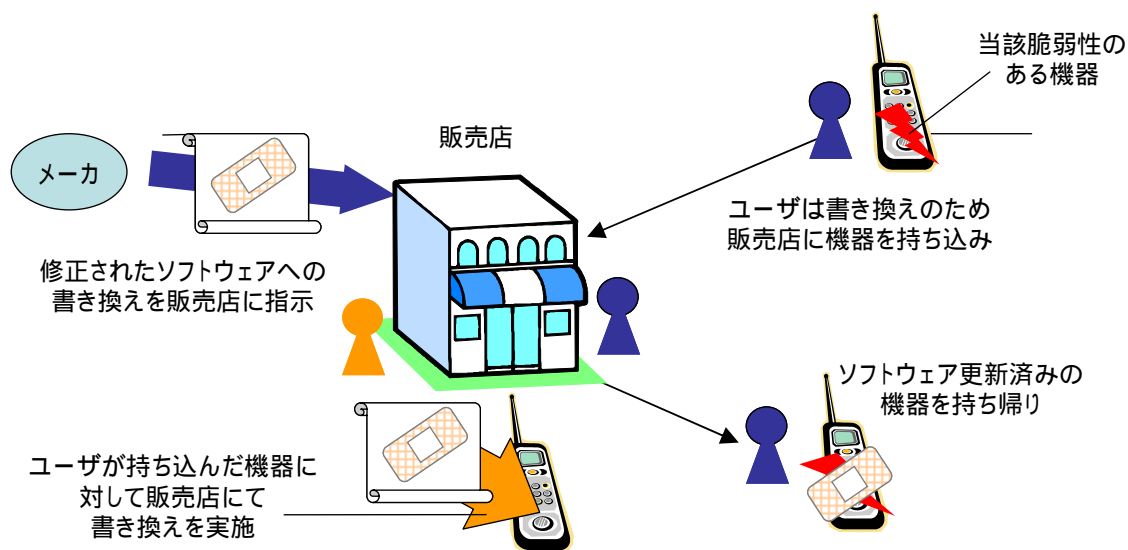 当該脆弱性の
ある機器
販売店
メーカ
ユーザは書き換えのため
販売店に機器を持ち込み
修正されたソフトウェアへの
書き換えを販売店に指示
ソフトウェア更新済みの
機器を持ち帰り
ユーザが持ち込んだ機器に
対して販売店にて
書き換えを実施